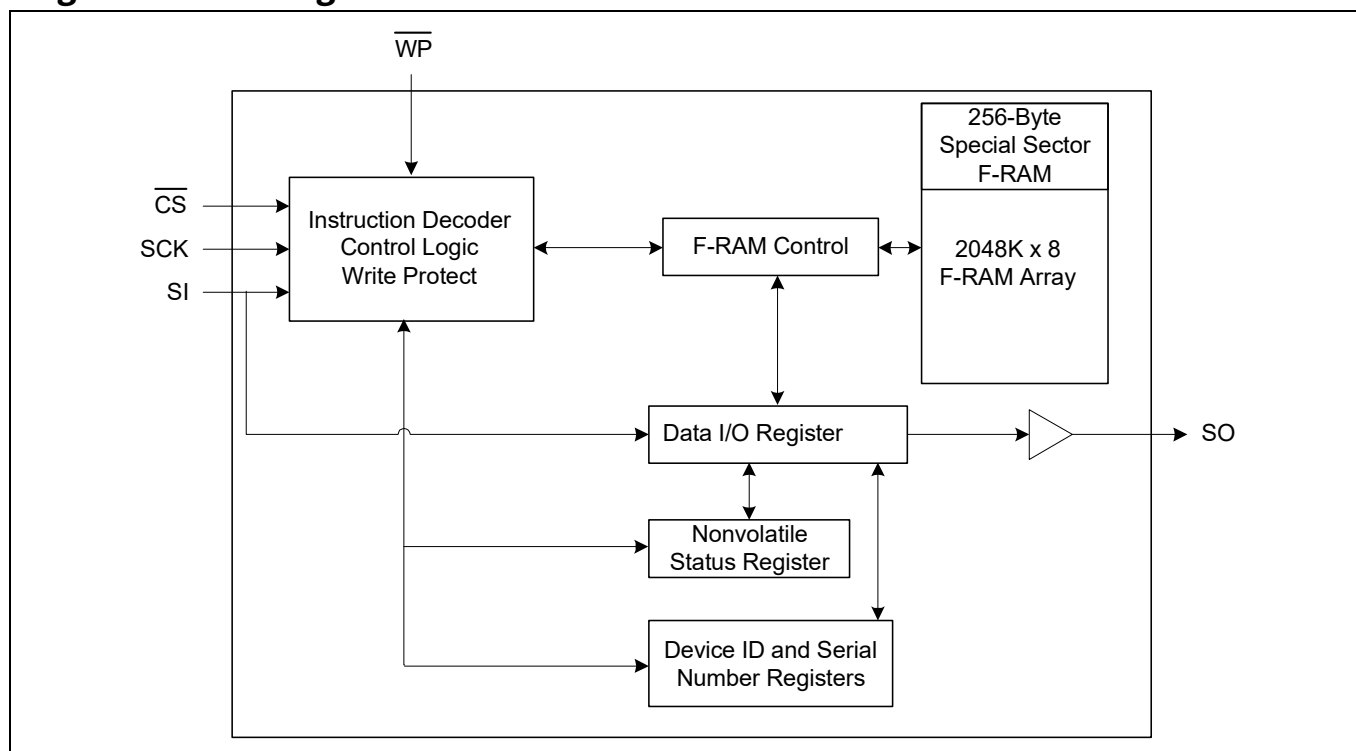 WP
256-Byte
Special Sector
F-RAM
CS
SCK
SI
Instruction Decoder
Control Logic
Write Protect
F-RAM Control
2048K x 8
F-RAM Array
Data I/O Register
SO
Nonvolatile
Status Register
Device ID and Serial
Number Registers